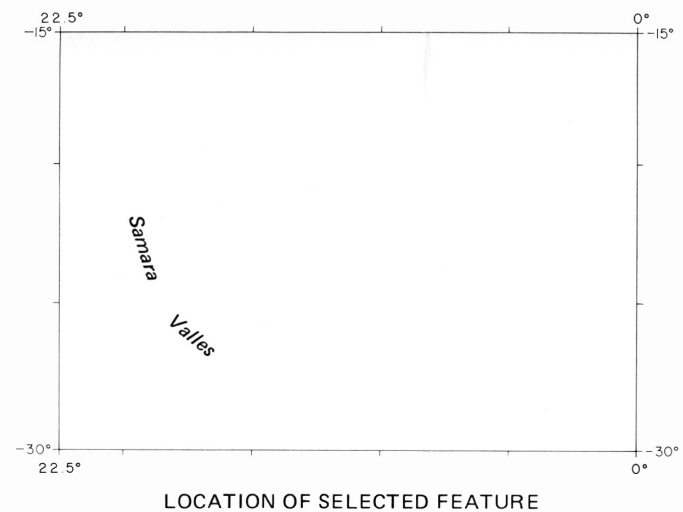 22.5° 0°
-15° -15°
Samara
Valles
-30° -30°
22.5° 0°
LOCATION OF SELECTED FEATURE